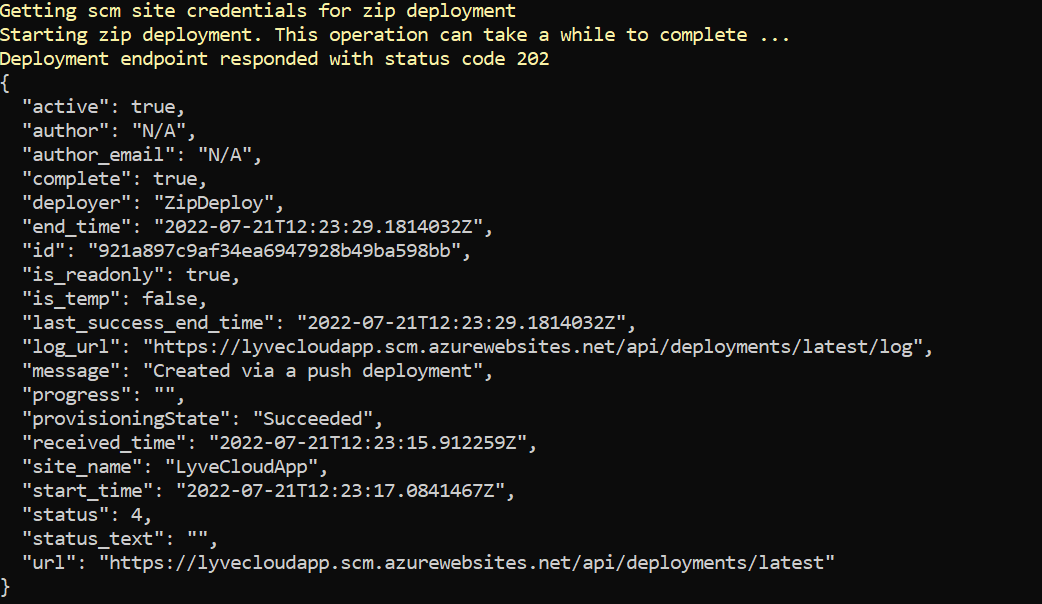 Getting scm site credentials for zip deployment
Starting zip deployment. This operation can take a while to complete ...
Deployment endpoint responded with status code 202
{
  "active": true,
  "author": "N/A",
  "author_email": "N/A",
  "complete": true,
  "deployer": "ZipDeploy",
  "end_time": "2022-07-21T12:23:29.1814032Z",
  "id": "921a897c9af34ea6947928b49ba598bb",
  "is_readonly": true,
  "is_temp": false,
  "last_success_end_time": "2022-07-21T12:23:29.1814032Z",
  "log_url": "https://lyvecloudapp.scm.azurewebsites.net/api/deployments/latest/log",
  "message": "Created via a push deployment",
  "progress": "",
  "provisioningState": "Succeeded",
  "received_time": "2022-07-21T12:23:15.912259Z",
  "site_name": "LyveCloudApp",
  "start_time": "2022-07-21T12:23:17.0841467Z",
  "status": 4,
  "status_text": "",
  "url": "https://lyvecloudapp.scm.azurewebsites.net/api/deployments/latest"
}